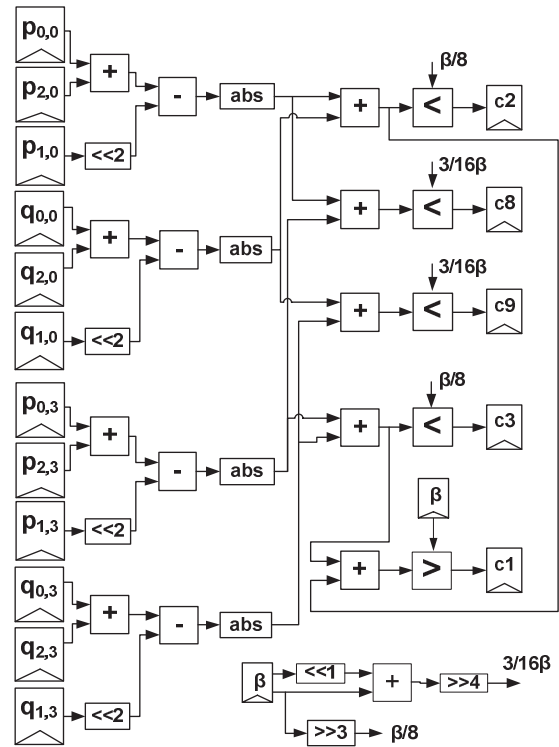 p0,0
+
p2,0
-
abs
+
β/8
<
c2
p1,0
<<2
q0,0
+
q2,0
-
abs
+
3/16β
<
c8
q1,0
<<2
+
3/16β
<
c9
p0,3
+
p2,3
-
abs
+
β/8
<
c3
p1,3
<<2
β
+
>
c1
q0,3
+
q2,3
-
abs
q1,3
<<2
β
<<1
+
>>4
3/16β
>>3
β/8